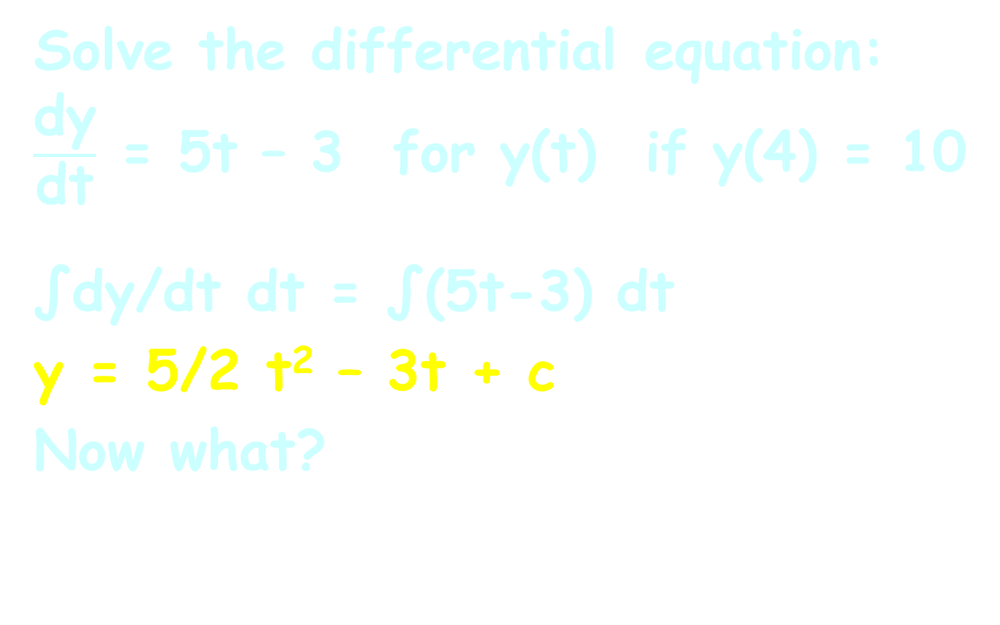 Solve the differential equation:
dy/dt = 5t – 3 for y(t) if y(4) = 10
∫dy/dt dt = ∫(5t-3) dt
y = 5/2 t² – 3t + c
Now what?